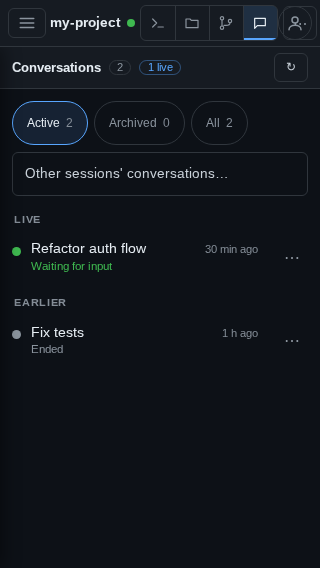 my-project
Conversations 2 1 live ↻
Active 2 Archived 0 All 2
Other sessions' conversations…
LIVE
Refactor auth flow 30 min ago …
Waiting for input
EARLIER
Fix tests 1 h ago …
Ended